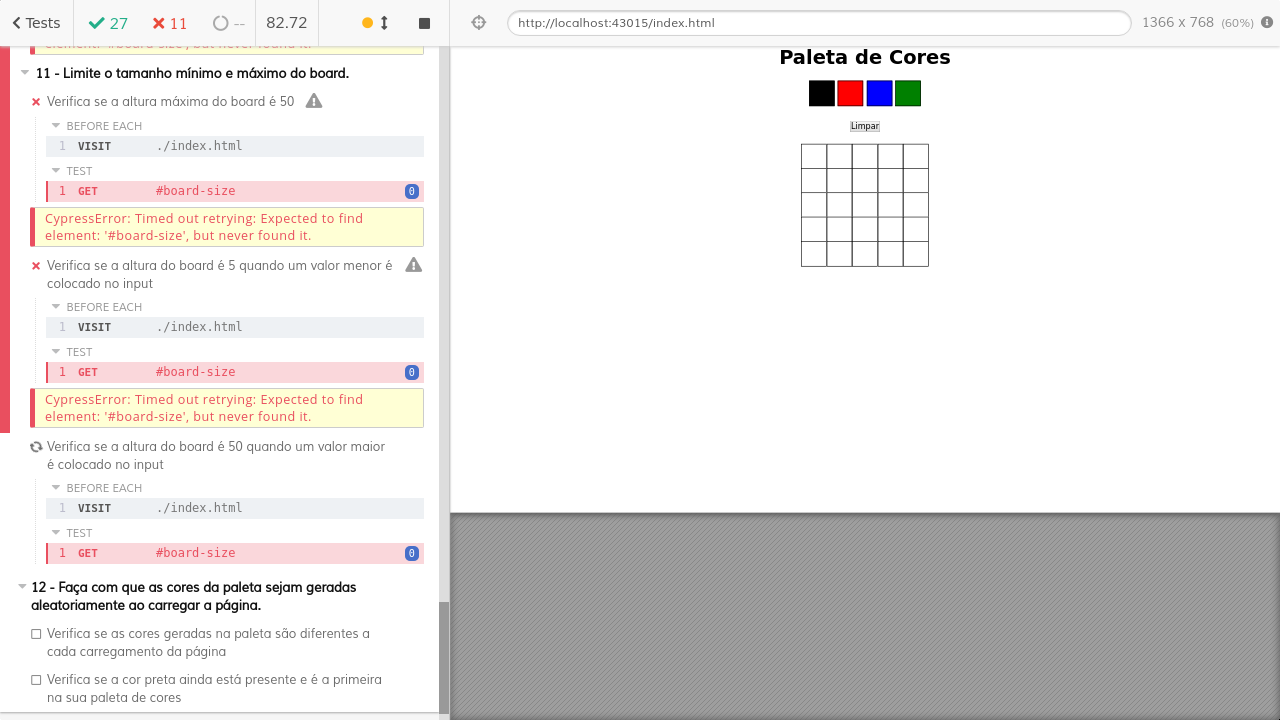 Tests
27
11
--
82.72
http://localhost:43015/index.html
1366 x 768 (60%)
element: '#board-size', but never found it.
11 - Limite o tamanho mínimo e máximo do board.
Verifica se a altura máxima do board é 50
BEFORE EACH
1 VISIT ./index.html
TEST
1 GET #board-size 0
CypressError: Timed out retrying: Expected to find
element: '#board-size', but never found it.
Verifica se a altura do board é 5 quando um valor menor é
colocado no input
BEFORE EACH
1 VISIT ./index.html
TEST
1 GET #board-size 0
CypressError: Timed out retrying: Expected to find
element: '#board-size', but never found it.
Verifica se a altura do board é 50 quando um valor maior
é colocado no input
BEFORE EACH
1 VISIT ./index.html
TEST
1 GET #board-size 0
12 - Faça com que as cores da paleta sejam geradas
aleatoriamente ao carregar a página.
Verifica se as cores geradas na paleta são diferentes a
cada carregamento da página
Verifica se a cor preta ainda está presente e é a primeira
na sua paleta de cores
Paleta de Cores
Limpar